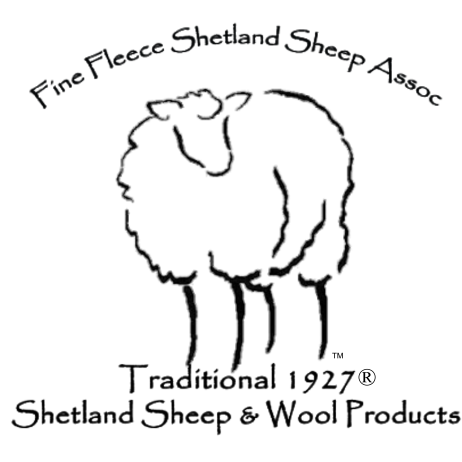 Fine Fleece Shetland Sheep Assoc
TM
Traditional 1927®
Shetland Sheep & Wool Products